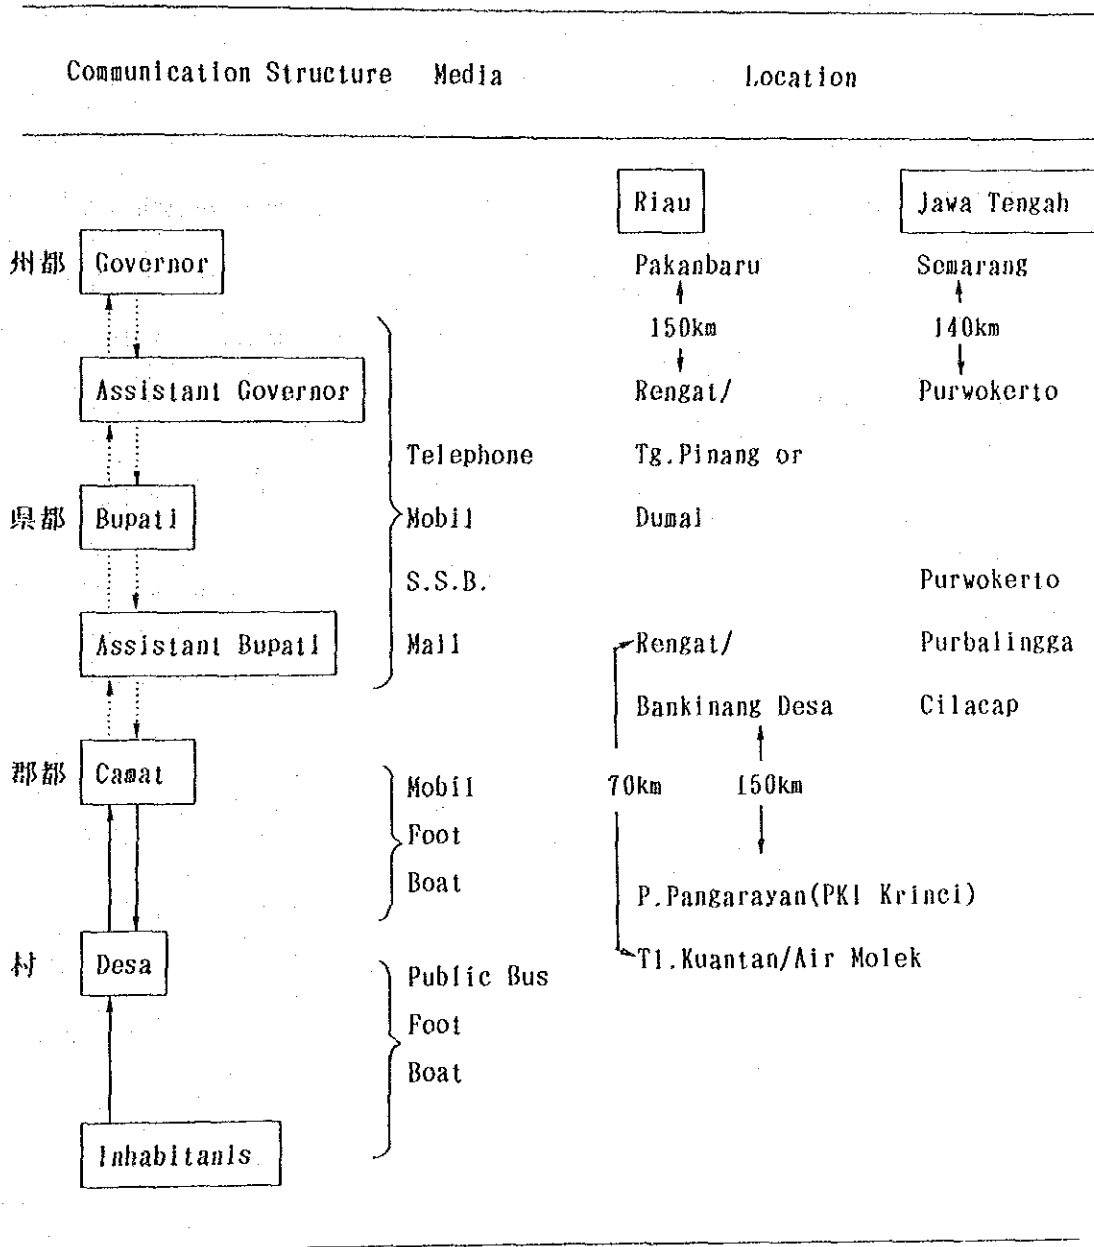 Communication Structure Media Location
Riau Jawa Tengah
州都 Governor Pakanbaru Semarang
150km 140km
Assistant Governor Rengat/ Purwokerto
Telephone Tg.Pinang or
県都 Bupati Mobil Dumai
S.S.B. Purwokerto
Assistant Bupati Mail Rengat/ Purbalingga
Bankinang Desa Cilacap
郡都 Camat Mobil 70km 150km
Foot
Boat P.Pangarayan(PKI Krinci)
村 Desa Tl.Kuantan/Air Molek
Public Bus
Foot
Boat
Inhabitants